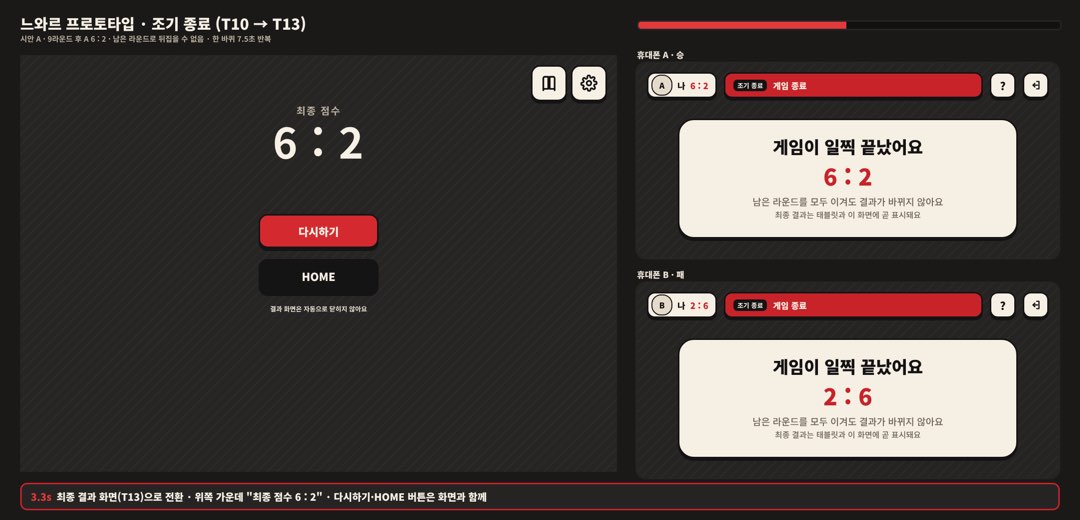 느와르 프로토타입 · 조기 종료 (T10 → T13)
시안 A · 9라운드 후 A 6 : 2 · 남은 라운드로 뒤집을 수 없음 · 한 바퀴 7.5초 반복
최종 점수
6 : 2
다시하기
HOME
결과 화면은 자동으로 닫히지 않아요
휴대폰 A · 승
A 나 6 : 2 조기 종료 게임 종료 ?
게임이 일찍 끝났어요
6 : 2
남은 라운드를 모두 이겨도 결과가 바뀌지 않아요
최종 결과는 태블릿과 이 화면에 곧 표시돼요
휴대폰 B · 패
B 나 2 : 6 조기 종료 게임 종료 ?
게임이 일찍 끝났어요
2 : 6
남은 라운드를 모두 이겨도 결과가 바뀌지 않아요
최종 결과는 태블릿과 이 화면에 곧 표시돼요
3.3s 최종 결과 화면(T13)으로 전환 · 위쪽 가운데 "최종 점수 6 : 2" · 다시하기·HOME 버튼은 화면과 함께